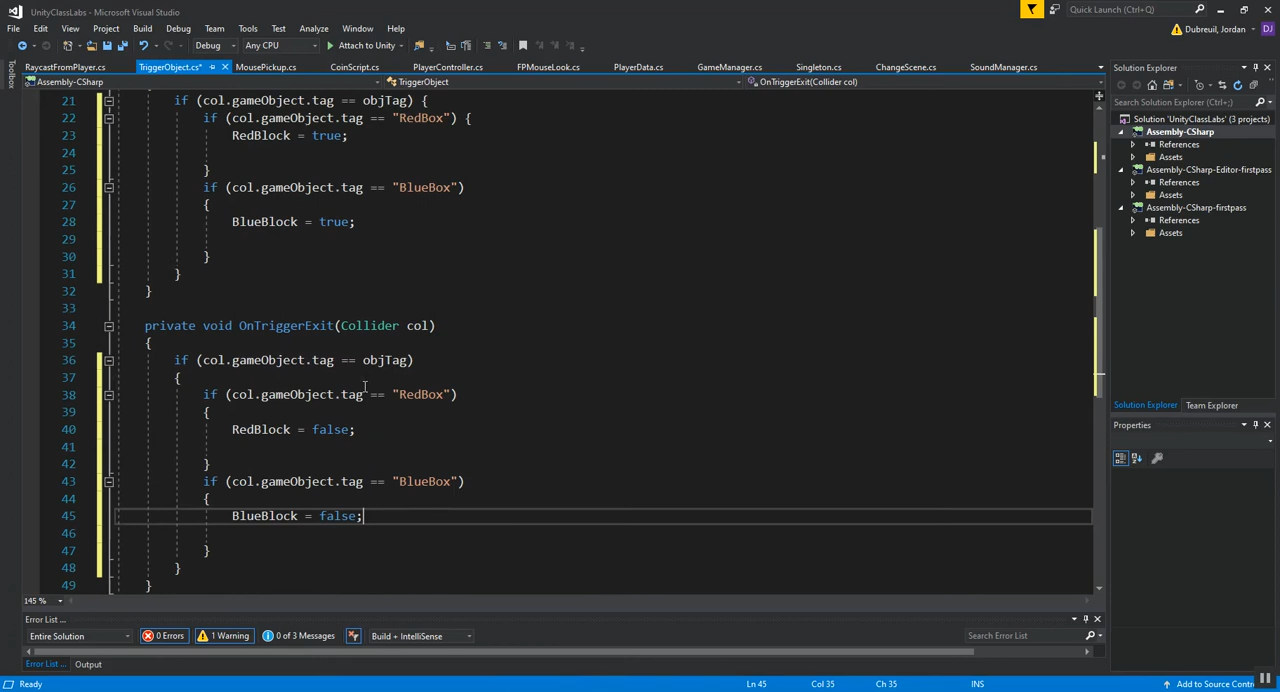 UnityClassLabs - Microsoft Visual Studio
Quick Launch (Ctrl+Q)
File Edit View Project Build Debug Team Tools Test Analyze Window Help
Dubreuil, Jordan DJ
Debug Any CPU Attach to Unity
Toolbox
RaycastFromPlayer.cs TriggerObject.cs* MousePickup.cs CoinScript.cs PlayerController.cs FPMouseLook.cs PlayerData.cs GameManager.cs Singleton.cs ChangeScene.cs SoundManager.cs
Assembly-CSharp TriggerObject OnTriggerExit(Collider col)
21 if (col.gameObject.tag == objTag) {
22 if (col.gameObject.tag == "RedBox") {
23 RedBlock = true;
24
25 }
26 if (col.gameObject.tag == "BlueBox")
27 {
28 BlueBlock = true;
29
30 }
31 }
32 }
33
34 private void OnTriggerExit(Collider col)
35 {
36 if (col.gameObject.tag == objTag)
37 {
38 if (col.gameObject.tag == "RedBox")
39 {
40 RedBlock = false;
41
42 }
43 if (col.gameObject.tag == "BlueBox")
44 {
45 BlueBlock = false;
46
47 }
48 }
49 }
145 %
Solution Explorer
Search Solution Explorer (Ctrl+;)
Solution 'UnityClassLabs' (3 projects)
Assembly-CSharp
References
Assets
Assembly-CSharp-Editor-firstpass
References
Assets
Assembly-CSharp-firstpass
References
Assets
Solution Explorer Team Explorer
Properties
Error List ...
Entire Solution 0 Errors 1 Warning 0 of 3 Messages Build + IntelliSense Search Error List
Error List ... Output
Ready Ln 45 Col 35 Ch 35 INS Add to Source Contr